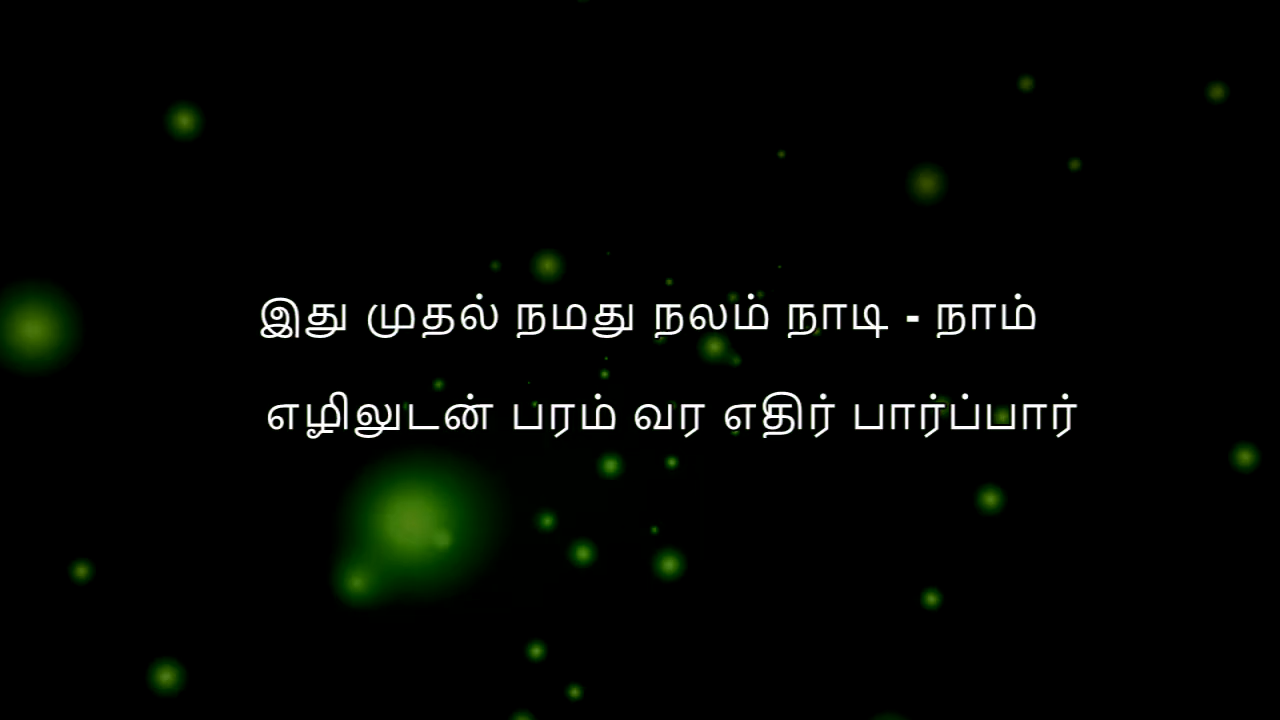 இது முதல் நமது நலம் நாடி - நாம்
எழிலுடன் பரம் வர எதிர் பார்ப்பார்